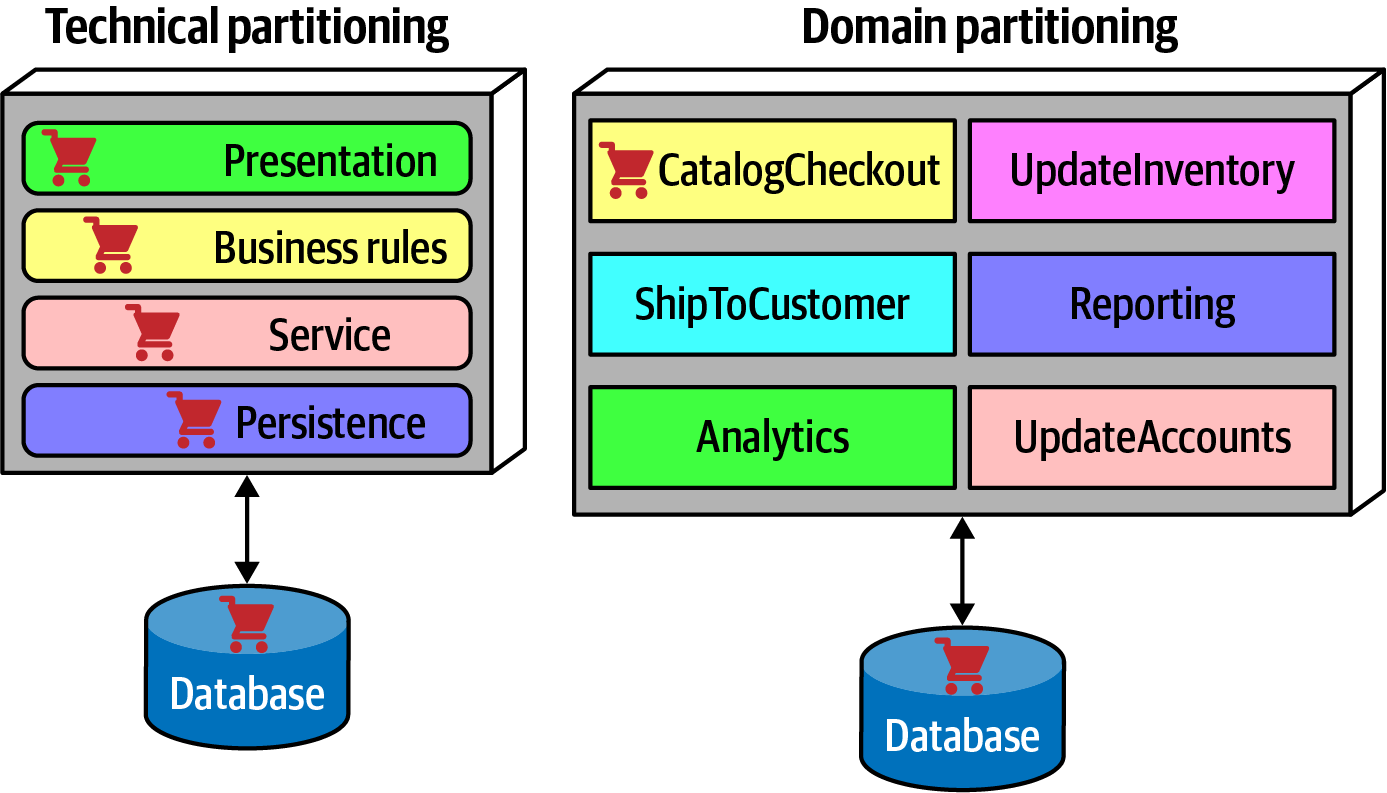 Technical partitioning
Presentation
Business rules
Service
Persistence
Database
Domain partitioning
CatalogCheckout
UpdateInventory
ShipToCustomer
Reporting
Analytics
UpdateAccounts
Database